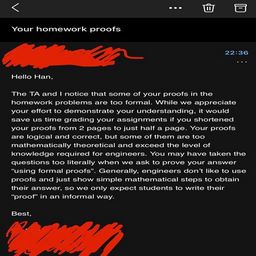 Your homework proofs
22:36
Hello Han,
The TA and I notice that some of your proofs in the
homework problems are too formal. While we appreciate
your effort to demonstrate your understanding, it would
save us time grading your assignments if you shortened
your proofs from 2 pages to just half a page. Your proofs
are logical and correct, but some of them are too
mathematically theoretical and exceed the level of
knowledge required for engineers. You may have taken the
questions too literally when we ask to prove your answer
"using formal proofs". Generally, engineers don't like to use
proofs and just show simple mathematical steps to obtain
their answer, so we only expect students to write their
"proof" in an informal way.
Best,